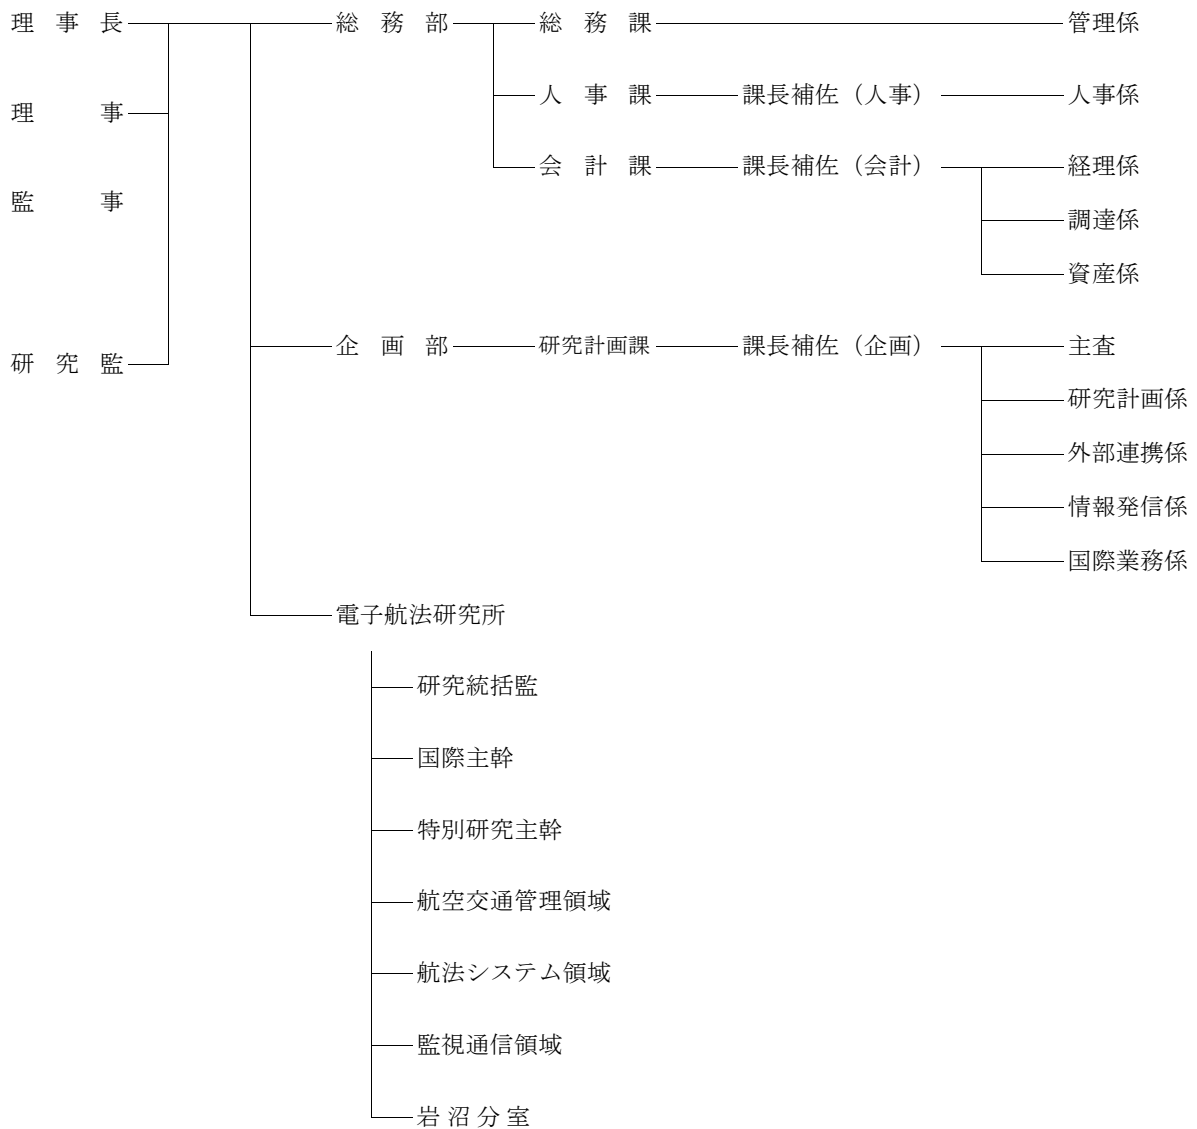 理事長 総務部 総務課 管理係
人事課 課長補佐（人事） 人事係
理事
会計課 課長補佐（会計） 経理係
監事
調達係
資産係
企画部 研究計画課 課長補佐（企画） 主査
研究監
研究計画係
外部連携係
情報発信係
国際業務係
電子航法研究所
研究統括監
国際主幹
特別研究主幹
航空交通管理領域
航法システム領域
監視通信領域
岩沼分室